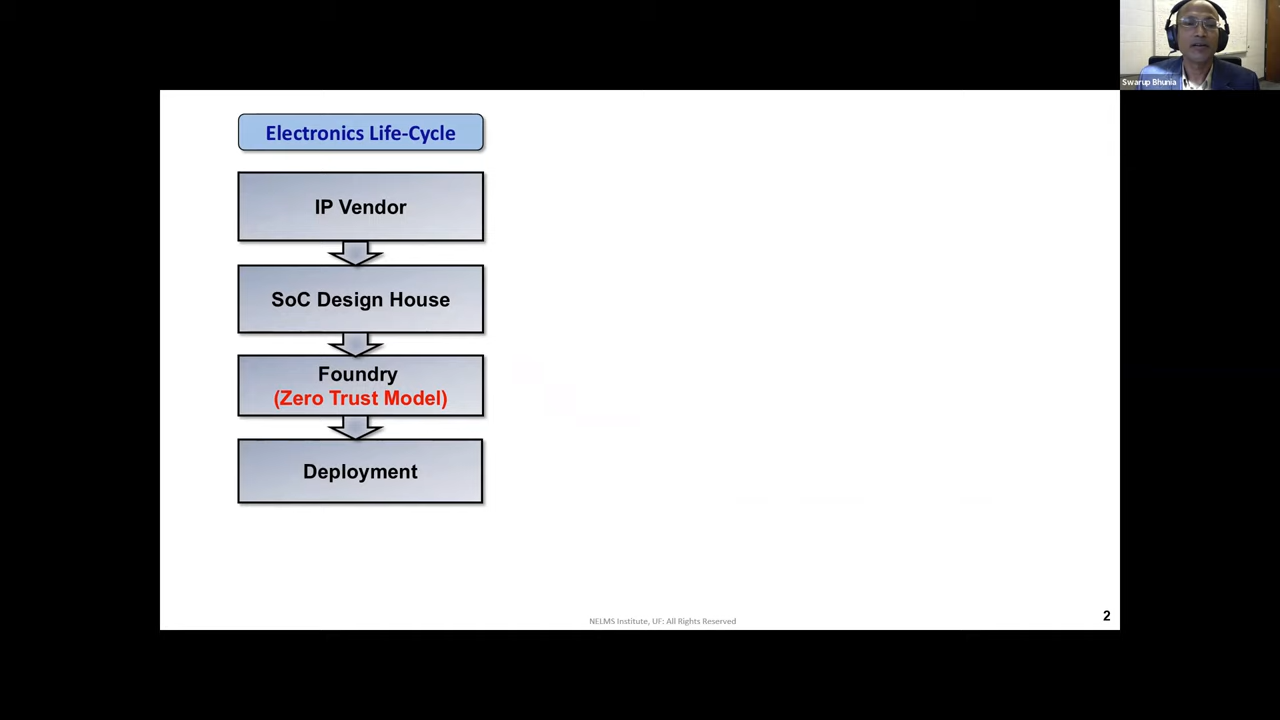 Swarup Bhunia
Electronics Life-Cycle
IP Vendor
SoC Design House
Foundry
(Zero Trust Model)
Deployment
NELMS Institute, UF: All Rights Reserved
2